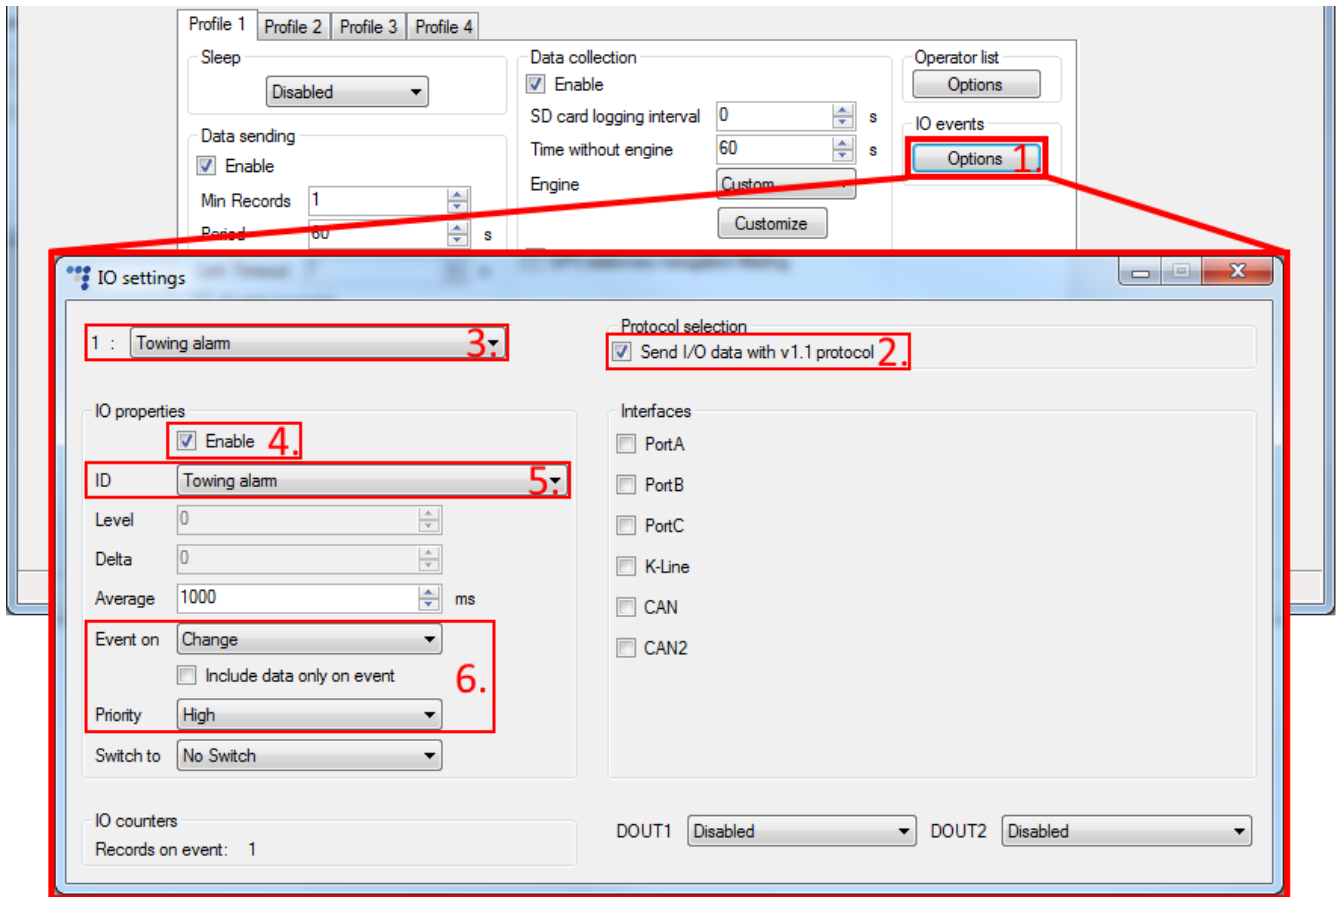 Profile 1 Profile 2 Profile 3 Profile 4
Sleep
Disabled
Data sending
Enable
Min Records 1
Period 60 s
Data collection
Enable
SD card logging interval 0 s
Time without engine 60 s
Engine Custom
Customize
Operator list
Options
IO events
Options 1.
IO settings
1 : Towing alarm 3.
Protocol selection
Send I/O data with v1.1 protocol 2.
IO properties
Enable 4.
ID Towing alarm 5.
Level 0
Delta 0
Average 1000 ms
Event on Change
Include data only on event 6.
Priority High
Switch to No Switch
Interfaces
PortA
PortB
PortC
K-Line
CAN
CAN2
IO counters
Records on event: 1
DOUT1 Disabled DOUT2 Disabled